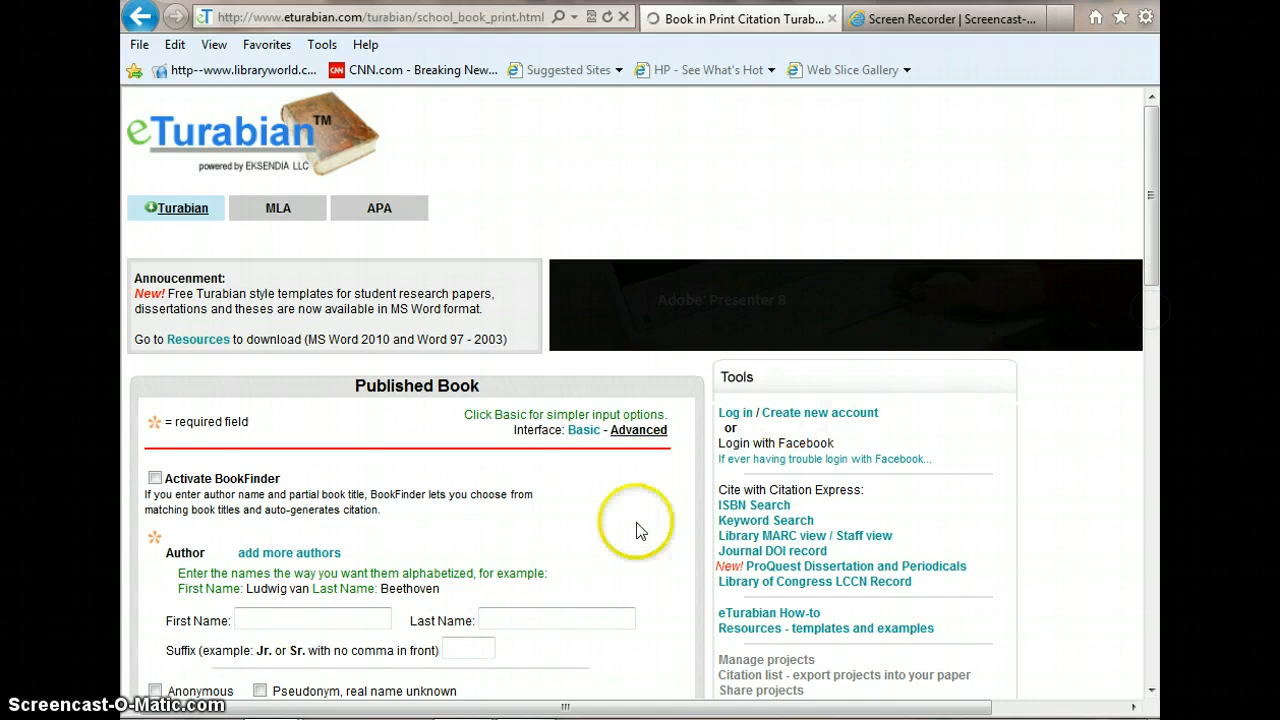 http://www.eturabian.com/turabian/school_book_print.html
Book in Print Citation Turab...
Screen Recorder | Screencast-...
File Edit View Favorites Tools Help
http--www.libraryworld.c... CNN.com - Breaking New... Suggested Sites HP - See What's Hot Web Slice Gallery
eTurabian TM
powered by EKSENDIA LLC
Turabian MLA APA
Annoucenment:
New! Free Turabian style templates for student research papers,
dissertations and theses are now available in MS Word format.
Go to Resources to download (MS Word 2010 and Word 97 - 2003)
Adobe Presenter 8
Published Book
* = required field
Click Basic for simpler input options.
Interface: Basic - Advanced
Activate BookFinder
If you enter author name and partial book title, BookFinder lets you choose from
matching book titles and auto-generates citation.
*
Author add more authors
Enter the names the way you want them alphabetized, for example:
First Name: Ludwig van Last Name: Beethoven
First Name: Last Name:
Suffix (example: Jr. or Sr. with no comma in front)
Anonymous Pseudonym, real name unknown
Tools
Log in / Create new account
or
Login with Facebook
If ever having trouble login with Facebook...
Cite with Citation Express:
ISBN Search
Keyword Search
Library MARC view / Staff view
Journal DOI record
New! ProQuest Dissertation and Periodicals
Library of Congress LCCN Record
eTurabian How-to
Resources - templates and examples
Manage projects
Citation list - export projects into your paper
Share projects
Screencast-O-Matic.com